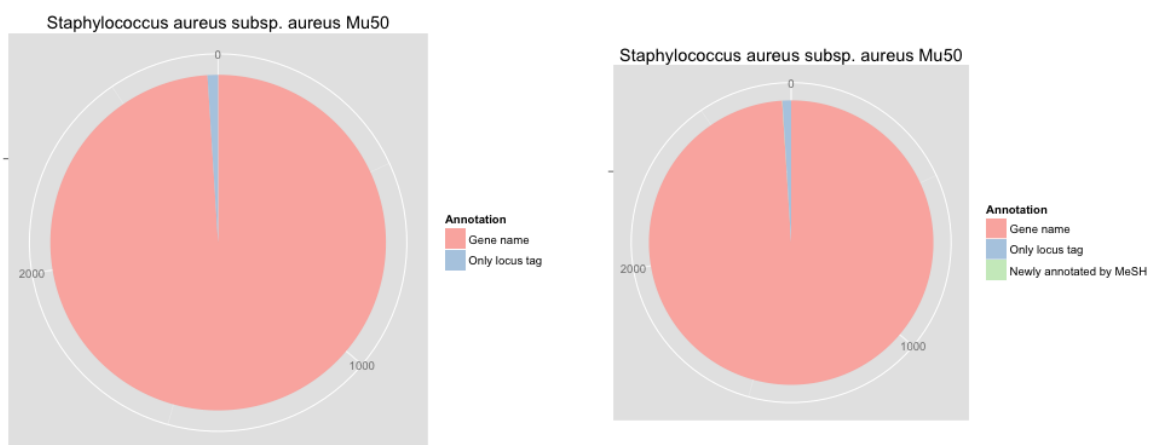 Staphylococcus aureus subsp. aureus Mu50
0
2000
1000
Annotation
Gene name
Only locus tag
Staphylococcus aureus subsp. aureus Mu50
0
2000
1000
Annotation
Gene name
Only locus tag
Newly annotated by MeSH